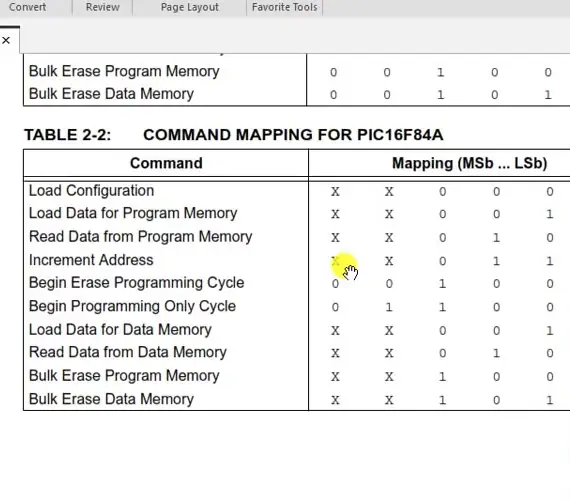 Convert Review Page Layout Favorite Tools
×
Bulk Erase Program Memory 0 0 1 0 0
Bulk Erase Data Memory 0 0 1 0 1
TABLE 2-2: COMMAND MAPPING FOR PIC16F84A
Command Mapping (MSb ... LSb)
Load Configuration X X 0 0 0
Load Data for Program Memory X X 0 0 1
Read Data from Program Memory X X 0 1 0
Increment Address X X 0 1 1
Begin Erase Programming Cycle 0 0 1 0 0
Begin Programming Only Cycle 0 1 1 0 0
Load Data for Data Memory X X 0 0 1
Read Data from Data Memory X X 0 1 0
Bulk Erase Program Memory X X 1 0 0
Bulk Erase Data Memory X X 1 0 1